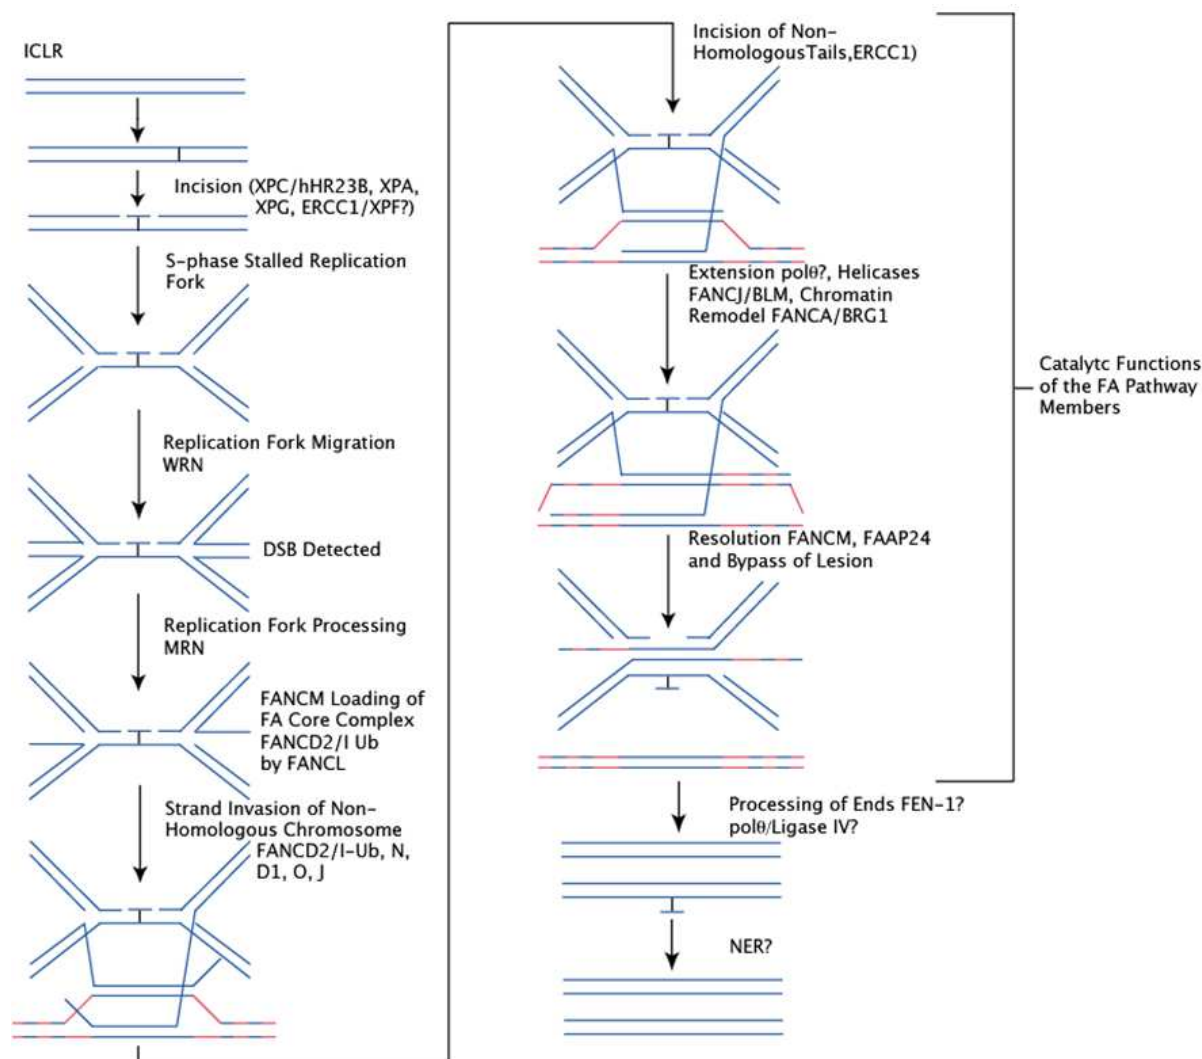 ICLR
Incision (XPC/hHR23B, XPA,
XPG, ERCC1/XPF?)
S-phase Stalled Replication
Fork
Replication Fork Migration
WRN
DSB Detected
Replication Fork Processing
MRN
FANCM Loading of
FA Core Complex
FANCD2/I Ub
by FANCL
Strand Invasion of Non-
Homologous Chromosome
FANCD2/I-Ub, N,
D1, O, J
Incision of Non-
HomologousTails,ERCC1)
Extension polθ?, Helicases
FANCJ/BLM, Chromatin
Remodel FANCA/BRG1
Resolution FANCM, FAAP24
and Bypass of Lesion
Processing of Ends FEN-1?
polθ/Ligase IV?
NER?
Catalytc Functions
of the FA Pathway
Members